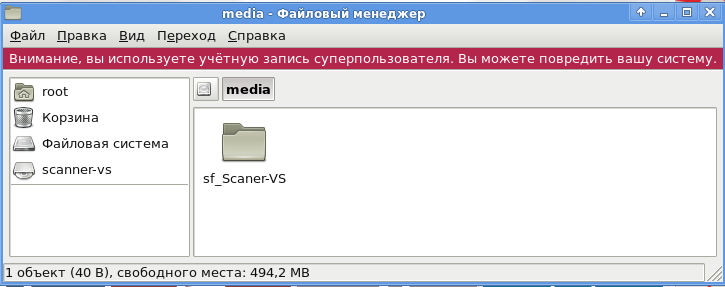 media - Файловый менеджер
Файл Правка Вид Переход Справка
Внимание, вы используете учётную запись суперпользователя. Вы можете повредить вашу систему.
root
Корзина
Файловая система
scanner-vs
media
sf_Scaner-VS
1 объект (40 B), свободного места: 494,2 MB